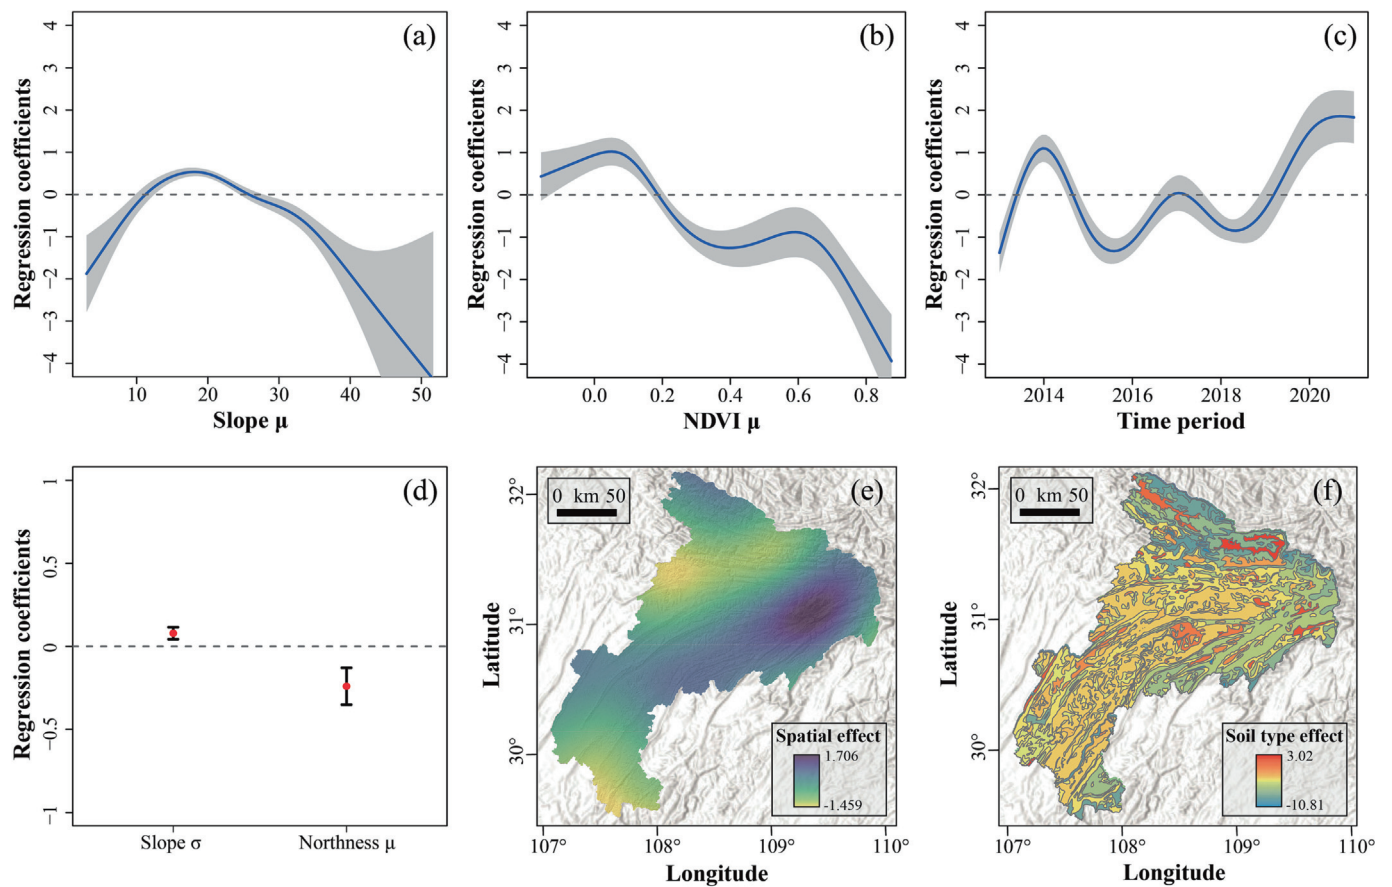 (a)
Regression coefficients
4
3
2
1
0
−1
−2
−3
−4
10
20
30
40
50
Slope μ
(b)
Regression coefficients
4
3
2
1
0
−1
−2
−3
−4
0.0
0.2
0.4
0.6
0.8
NDVI μ
(c)
Regression coefficients
4
3
2
1
0
−1
−2
−3
−4
2014
2016
2018
2020
Time period
(d)
Regression coefficients
1
0.5
0
−0.5
−1
Slope σ
Northness μ
(e)
0 km 50
Latitude
32°
31°
30°
Spatial effect
1.706
-1.459
107°
108°
109°
110°
Longitude
(f)
0 km 50
Latitude
32°
31°
30°
Soil type effect
3.02
-10.81
107°
108°
109°
110°
Longitude